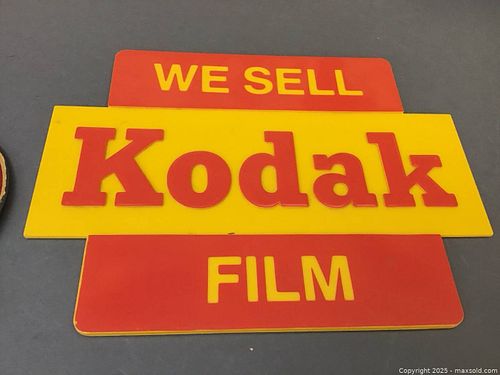 WE SELL
Kodak
FILM
Copyright 2025 - maxsold.com